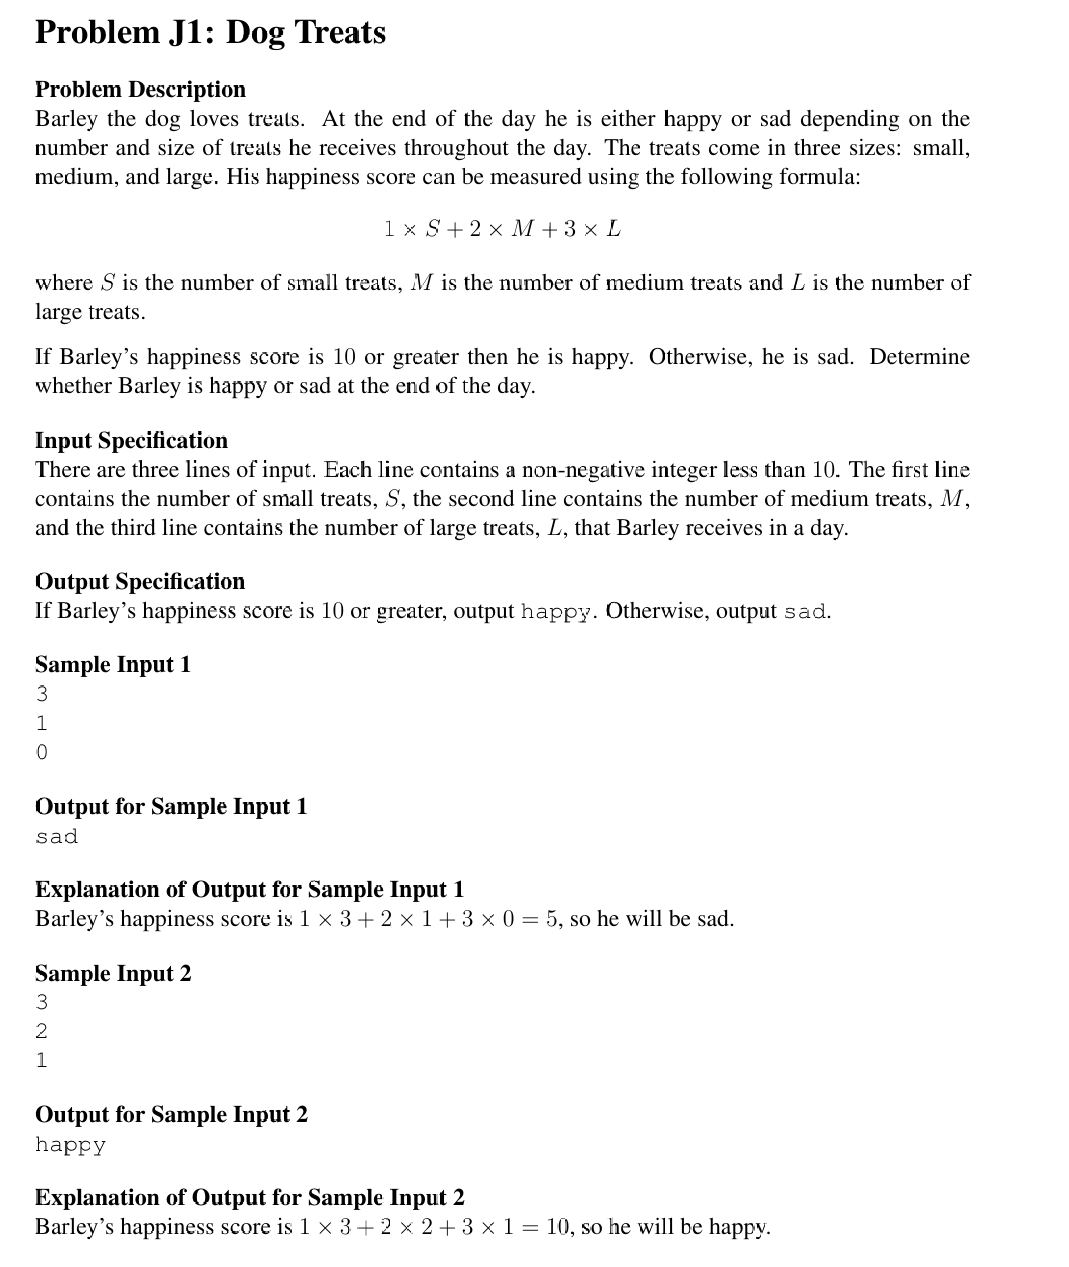 Problem J1: Dog Treats
Problem Description
Barley the dog loves treats. At the end of the day he is either happy or sad depending on the
number and size of treats he receives throughout the day. The treats come in three sizes: small,
medium, and large. His happiness score can be measured using the following formula:
1 × S + 2 × M + 3 × L
where S is the number of small treats, M is the number of medium treats and L is the number of
large treats.
If Barley's happiness score is 10 or greater then he is happy. Otherwise, he is sad. Determine
whether Barley is happy or sad at the end of the day.
Input Specification
There are three lines of input. Each line contains a non-negative integer less than 10. The first line
contains the number of small treats, S, the second line contains the number of medium treats, M,
and the third line contains the number of large treats, L, that Barley receives in a day.
Output Specification
If Barley's happiness score is 10 or greater, output happy. Otherwise, output sad.
Sample Input 1
3
1
0
Output for Sample Input 1
sad
Explanation of Output for Sample Input 1
Barley's happiness score is 1 × 3 + 2 × 1 + 3 × 0 = 5, so he will be sad.
Sample Input 2
3
2
1
Output for Sample Input 2
happy
Explanation of Output for Sample Input 2
Barley's happiness score is 1 × 3 + 2 × 2 + 3 × 1 = 10, so he will be happy.